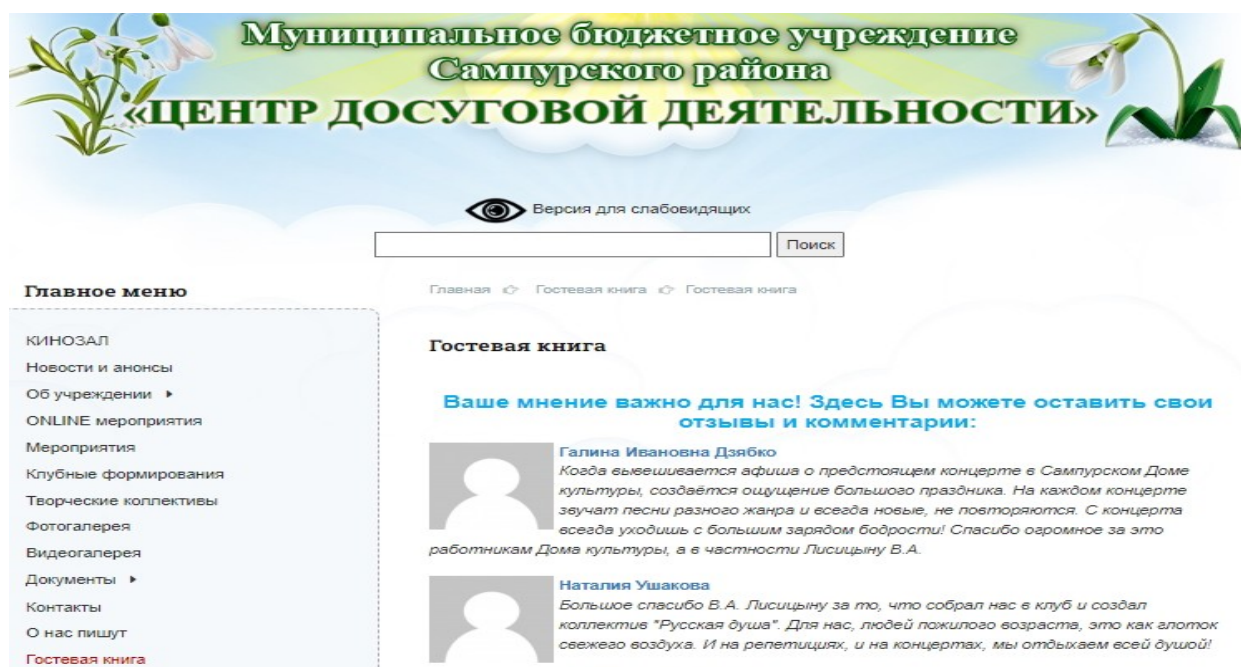 Муниципальное бюджетное учреждение
Сампурского района
«ЦЕНТР ДОСУГОВОЙ ДЕЯТЕЛЬНОСТИ»
Версия для слабовидящих
Поиск
Главное меню
КИНОЗАЛ
Новости и анонсы
Об учреждении
ONLINE мероприятия
Мероприятия
Клубные формирования
Творческие коллективы
Фотогалерея
Видеогалерея
Документы
Контакты
О нас пишут
Гостевая книга
Главная Гостевая книга Гостевая книга
Гостевая книга
Ваше мнение важно для нас! Здесь Вы можете оставить свои
отзывы и комментарии:
Галина Ивановна Дзябко
Когда вывешивается афиша о предстоящем концерте в Сампурском Доме
культуры, создаётся ощущение большого праздника. На каждом концерте
звучат песни разного жанра и всегда новые, не повторяются. С концерта
всегда уходишь с большим зарядом бодрости! Спасибо огромное за это
работникам Дома культуры, а в частности Лисицыну В.А.
Наталия Ушакова
Большое спасибо В.А. Лисицыну за то, что собрал нас в клуб и создал
коллектив "Русская душа". Для нас, людей пожилого возраста, это как глоток
свежего воздуха. И на репетициях, и на концертах, мы отдыхаем всей душой!